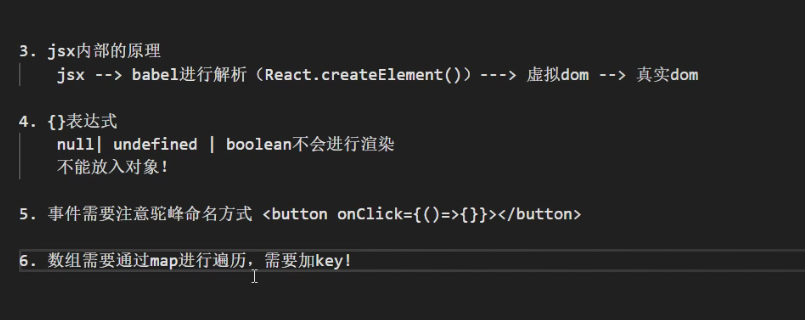 3. jsx内部的原理
jsx --> babel进行解析（React.createElement()）---> 虚拟dom --> 真实dom
4. {}表达式
null| undefined | boolean不会进行渲染
不能放入对象!
5. 事件需要注意驼峰命名方式 <button onClick={()=>{}}></button>
6. 数组需要通过map进行遍历，需要加key!